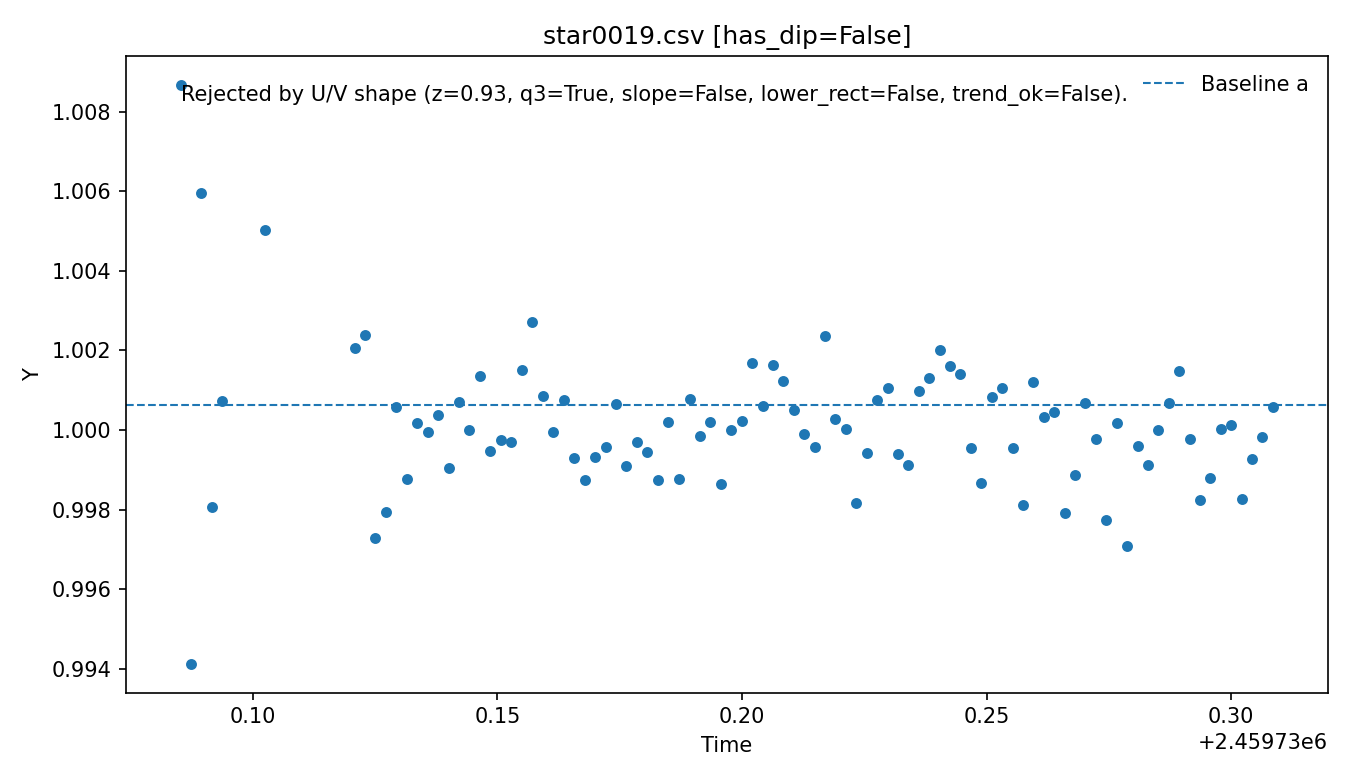 star0019.csv [has_dip=False]
Rejected by U/V shape (z=0.93, q3=True, slope=False, lower_rect=False, trend_ok=False).
Baseline a
1.008
1.006
1.004
1.002
1.000
0.998
0.996
0.994
Y
0.10 0.15 0.20 0.25 0.30
Time
+2.45973e6